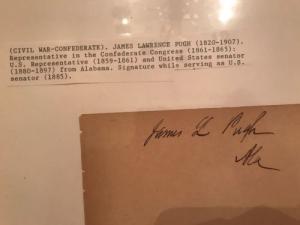 (CIVIL WAR-CONFEDERATE). JAMES LAWRENCE PUGH (1820-1907).
Representative in the Confederate Congress (1861-1865);
U.S. Representative (1859-1861) and United States senator
(1880-1897) from Alabama. Signature while serving as U.S.
senator (1885).
James L Pugh
Ala